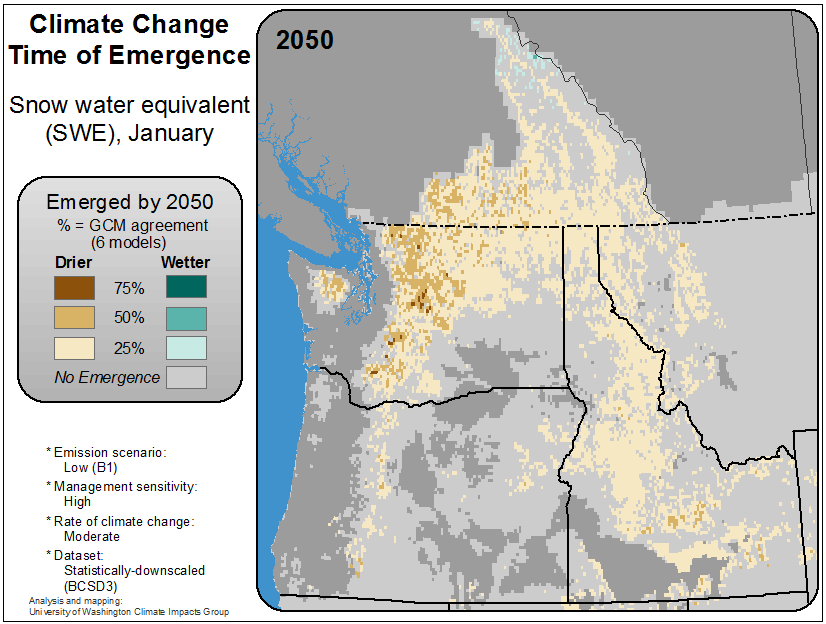 Climate Change
Time of Emergence
Snow water equivalent
(SWE), January
2050
Emerged by 2050
% = GCM agreement
(6 models)
Drier Wetter
75%
50%
25%
No Emergence
* Emission scenario:
Low (B1)
* Management sensitivity:
High
* Rate of climate change:
Moderate
* Dataset:
Statistically-downscaled
(BCSD3)
Analysis and mapping:
University of Washington Climate Impacts Group